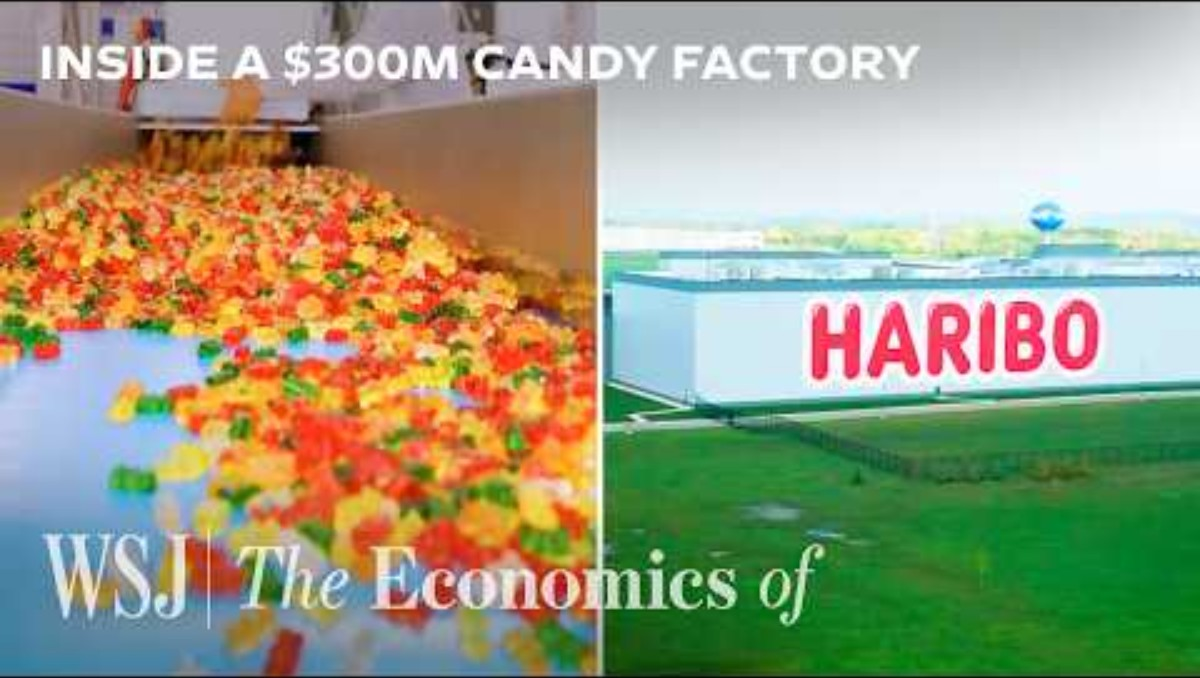 INSIDE A $300M CANDY FACTORY
HARIBO
WSJ | The Economics of